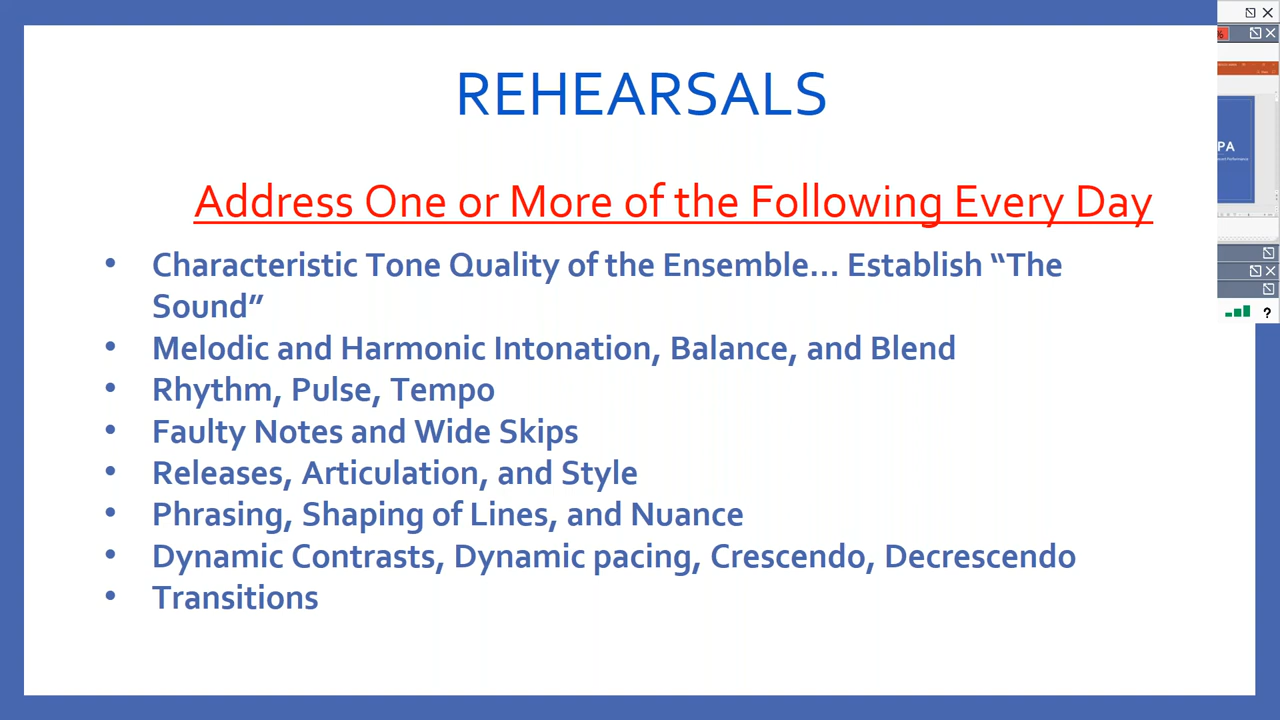 REHEARSALS
Address One or More of the Following Every Day
• Characteristic Tone Quality of the Ensemble... Establish “The
Sound”
• Melodic and Harmonic Intonation, Balance, and Blend
• Rhythm, Pulse, Tempo
• Faulty Notes and Wide Skips
• Releases, Articulation, and Style
• Phrasing, Shaping of Lines, and Nuance
• Dynamic Contrasts, Dynamic pacing, Crescendo, Decrescendo
• Transitions
%
PA
?